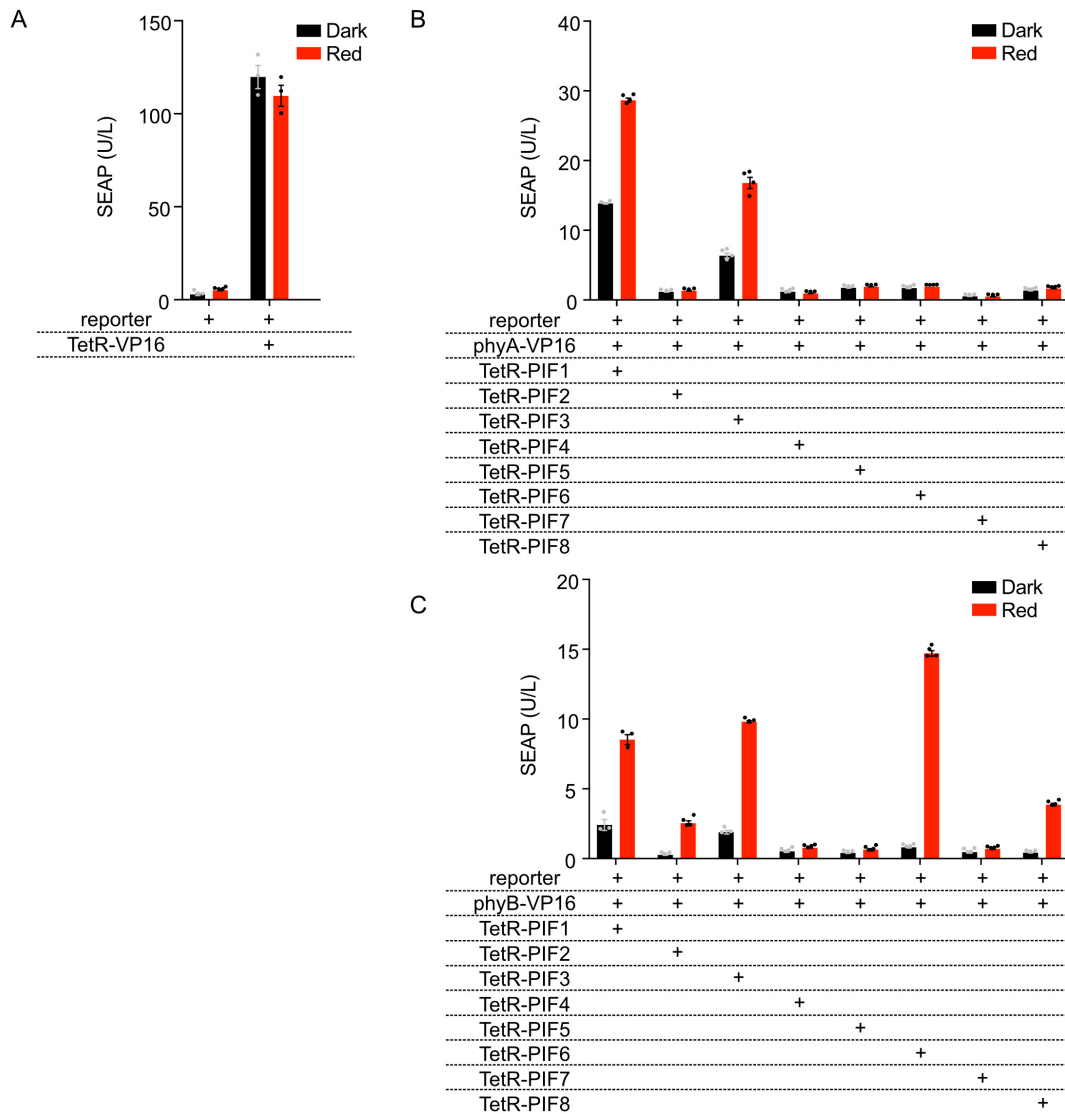 A
SEAP (U/L)
150
100
50
0
Dark
Red
reporter + +
TetR-VP16 +
B
SEAP (U/L)
40
30
20
10
0
Dark
Red
reporter + + + + + + + +
phyA-VP16 + + + + + + + +
TetR-PIF1 +
TetR-PIF2 +
TetR-PIF3 +
TetR-PIF4 +
TetR-PIF5 +
TetR-PIF6 +
TetR-PIF7 +
TetR-PIF8 +
C
SEAP (U/L)
20
15
10
5
0
Dark
Red
reporter + + + + + + + +
phyB-VP16 + + + + + + + +
TetR-PIF1 +
TetR-PIF2 +
TetR-PIF3 +
TetR-PIF4 +
TetR-PIF5 +
TetR-PIF6 +
TetR-PIF7 +
TetR-PIF8 +